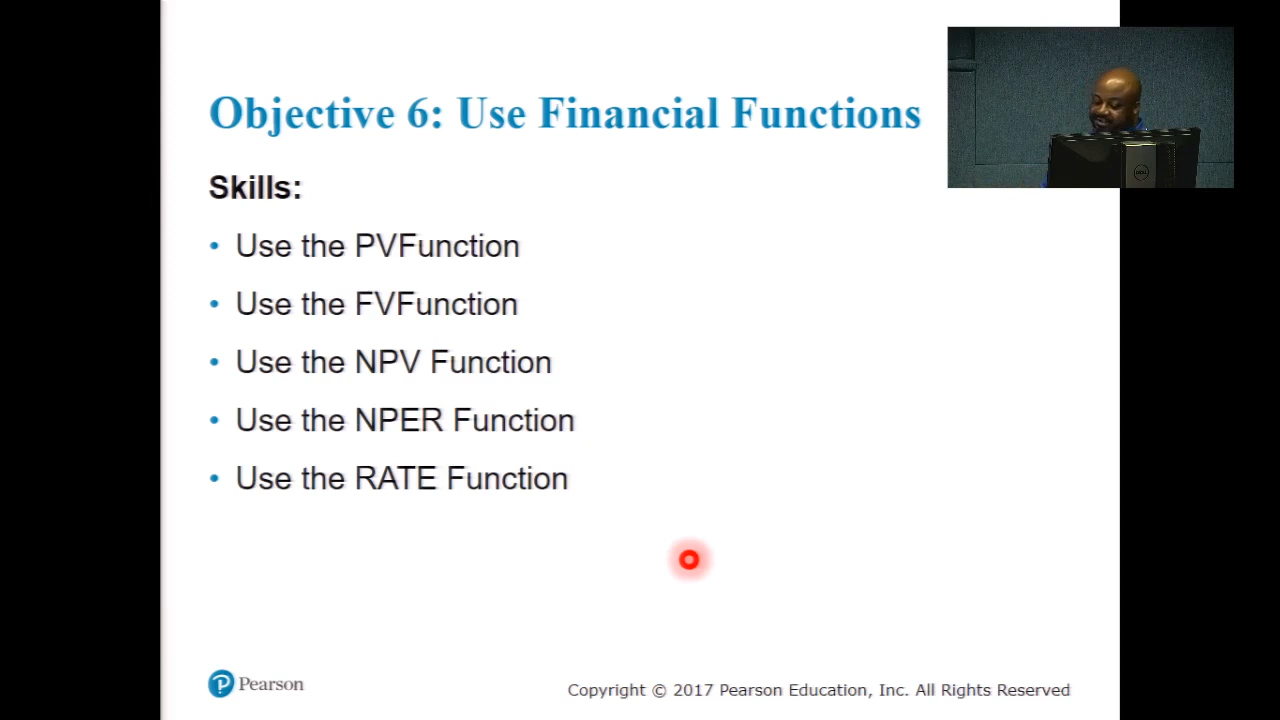 Objective 6: Use Financial Functions
Skills:
• Use the PVFunction
• Use the FVFunction
• Use the NPV Function
• Use the NPER Function
• Use the RATE Function
Pearson
Copyright © 2017 Pearson Education, Inc. All Rights Reserved